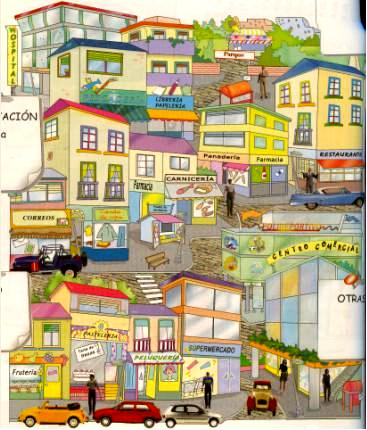 HOSPITAL
Parque
LIBRERÍA
PAPELERÍA
ACIÓN
a
Panadería
Farmacia
RESTAURANTE
CARNICERÍA
Farmacia
CORREOS
CENTRO COMERCIAL
OTRAS
PASTELERÍA
PELUQUERÍA
SUPERMERCADO
Frutería